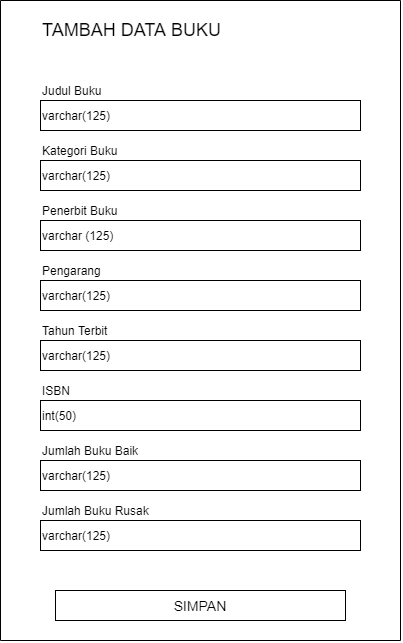 TAMBAH DATA BUKU
Judul Buku
varchar(125)
Kategori Buku
varchar(125)
Penerbit Buku
varchar (125)
Pengarang
varchar(125)
Tahun Terbit
varchar(125)
ISBN
int(50)
Jumlah Buku Baik
varchar(125)
Jumlah Buku Rusak
varchar(125)
SIMPAN